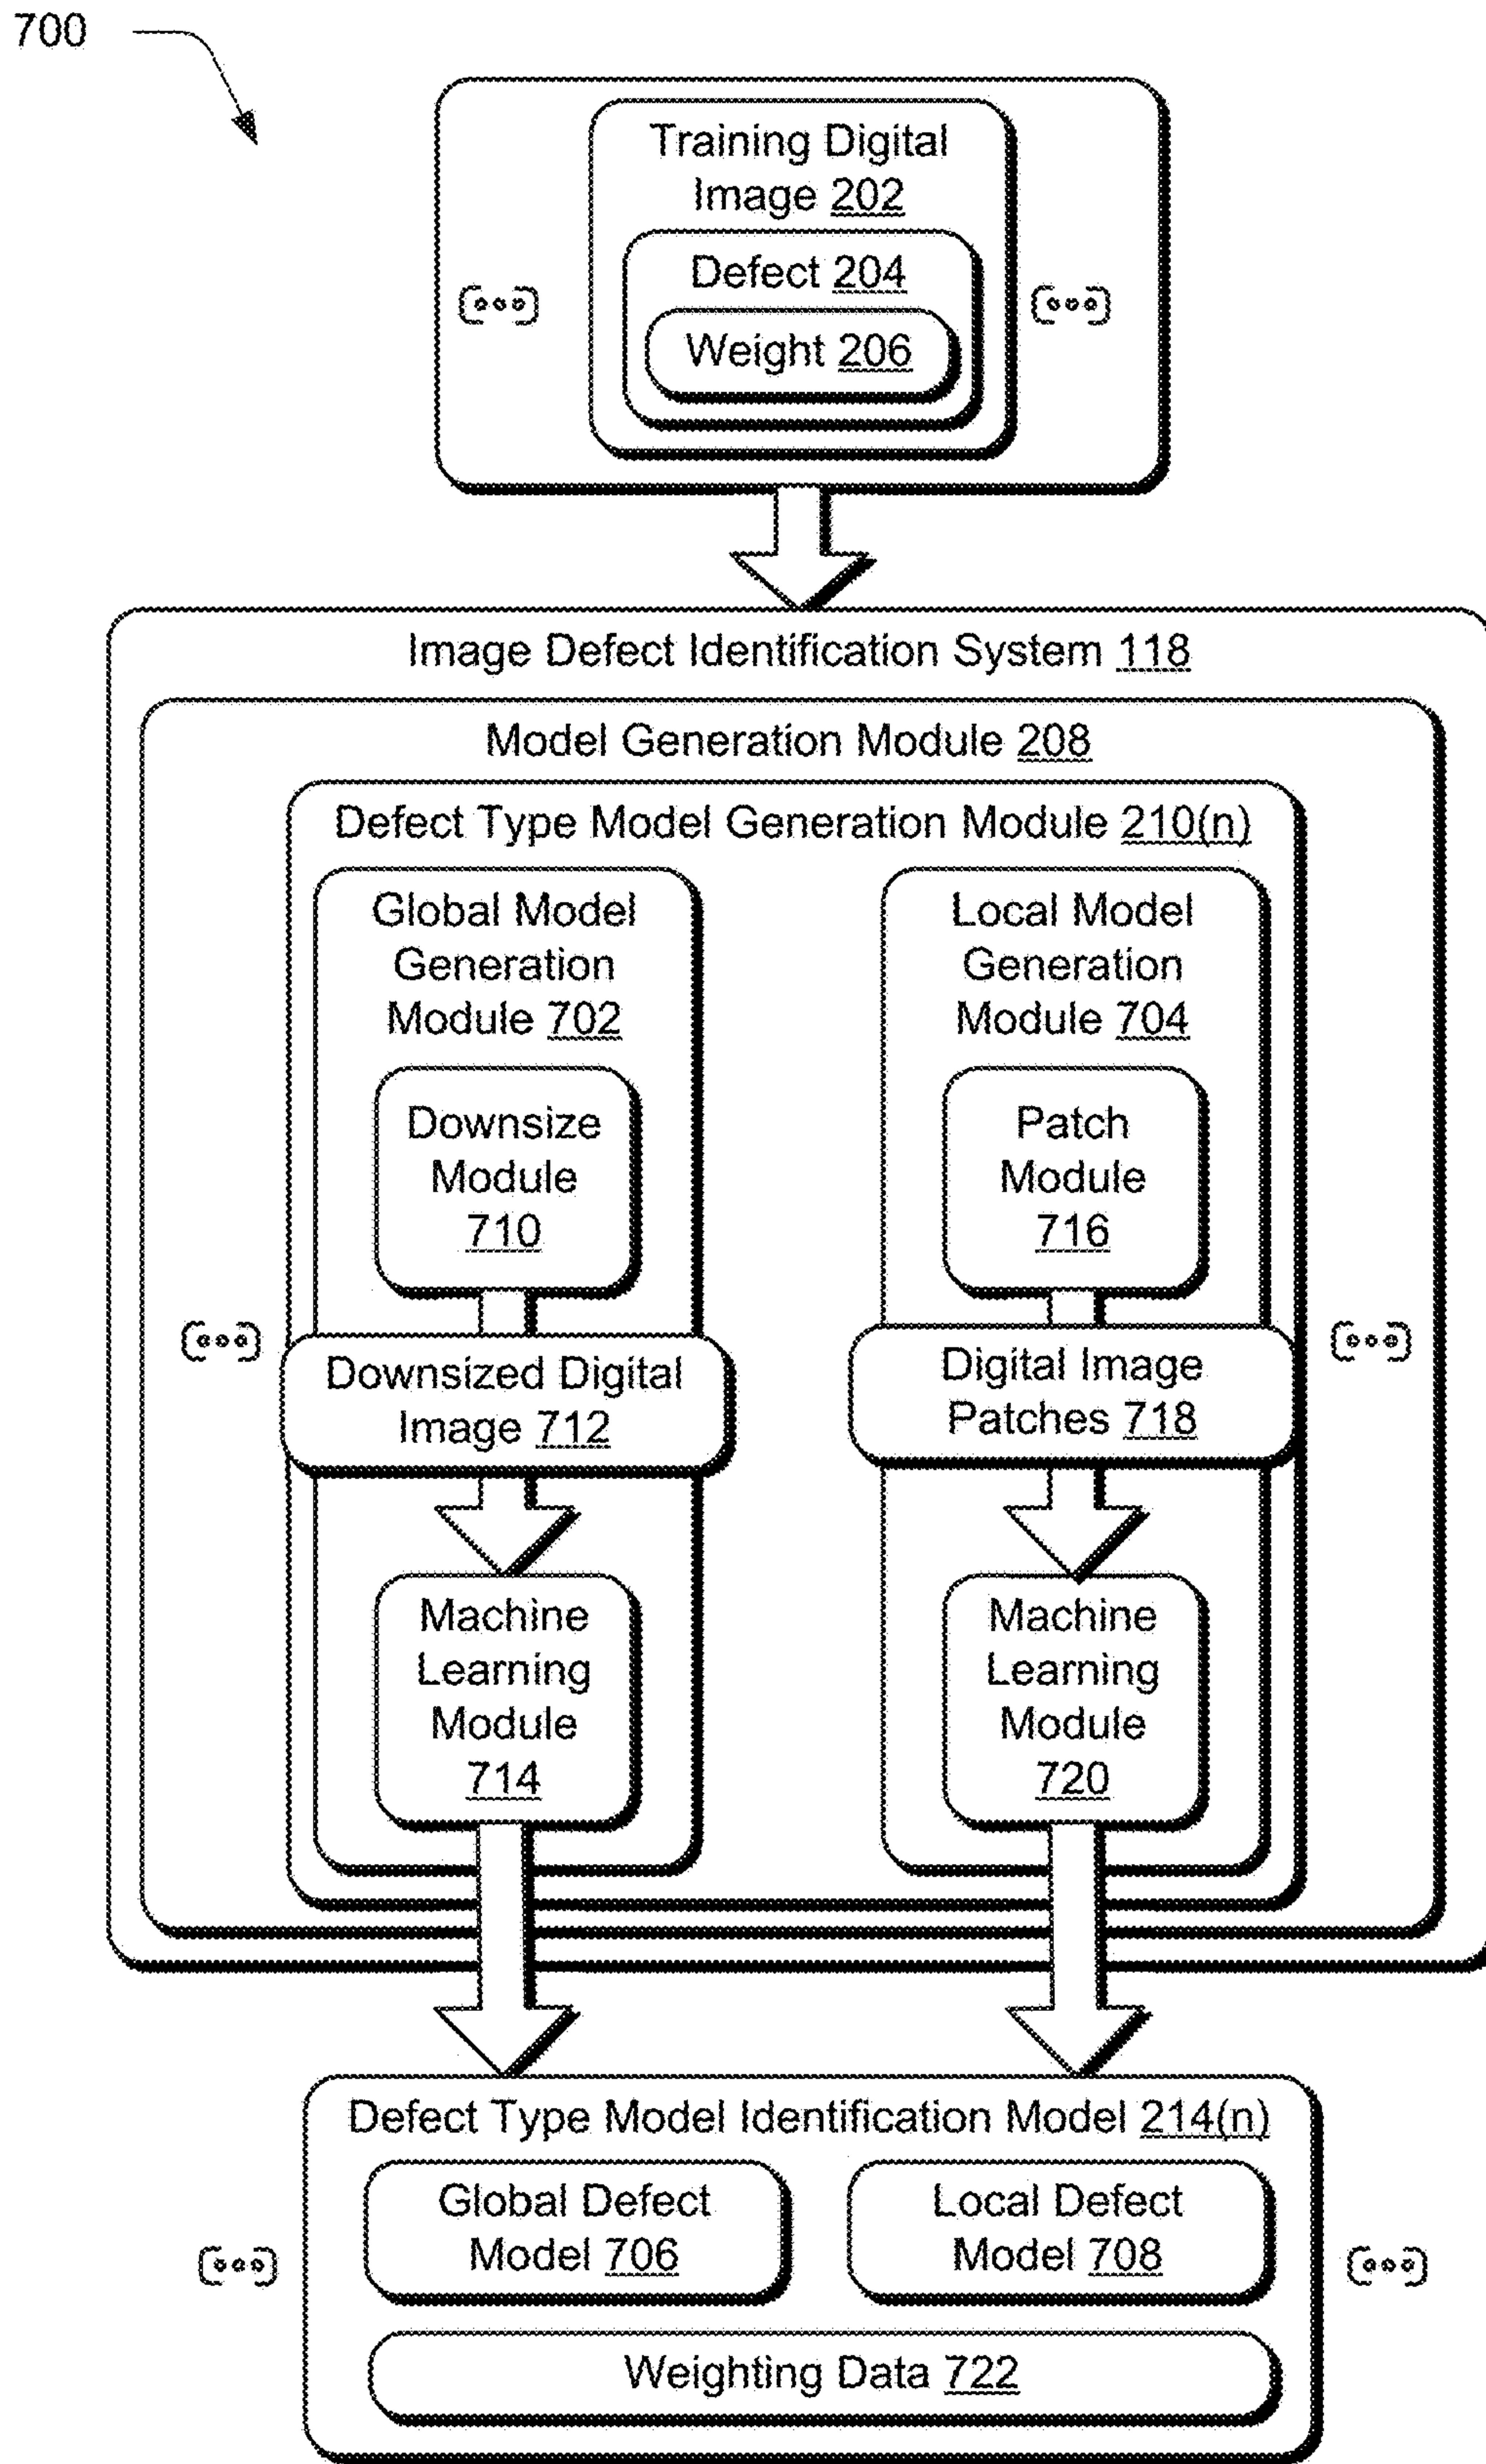 700
Training Digital
Image 202
Defect 204
Weight 206
Image Defect Identification System 118
Model Generation Module 208
Defect Type Model Generation Module 210(n)
Global Model
Generation
Module 702
Downsize
Module
710
Downsized Digital
Image 712
Machine
Learning
Module
714
Local Model
Generation
Module 704
Patch
Module
716
Digital Image
Patches 718
Machine
Learning
Module
720
Defect Type Model Identification Model 214(n)
Global Defect
Model 706
Local Defect
Model 708
Weighting Data 722